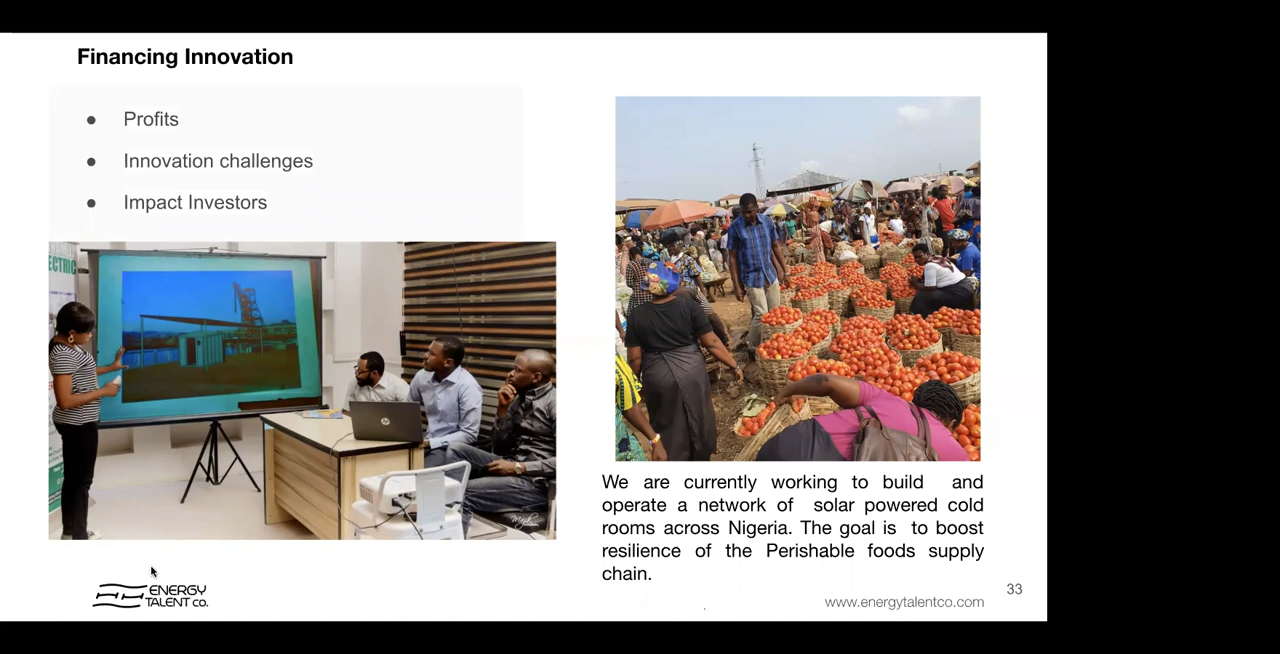 Financing Innovation
● Profits
● Innovation challenges
● Impact Investors
ECTRIC
hp
We are currently working to build and
operate a network of solar powered cold
rooms across Nigeria. The goal is to boost
resilience of the Perishable foods supply
chain.
ENERGY
TALENT CO.
www.energytalentco.com
33